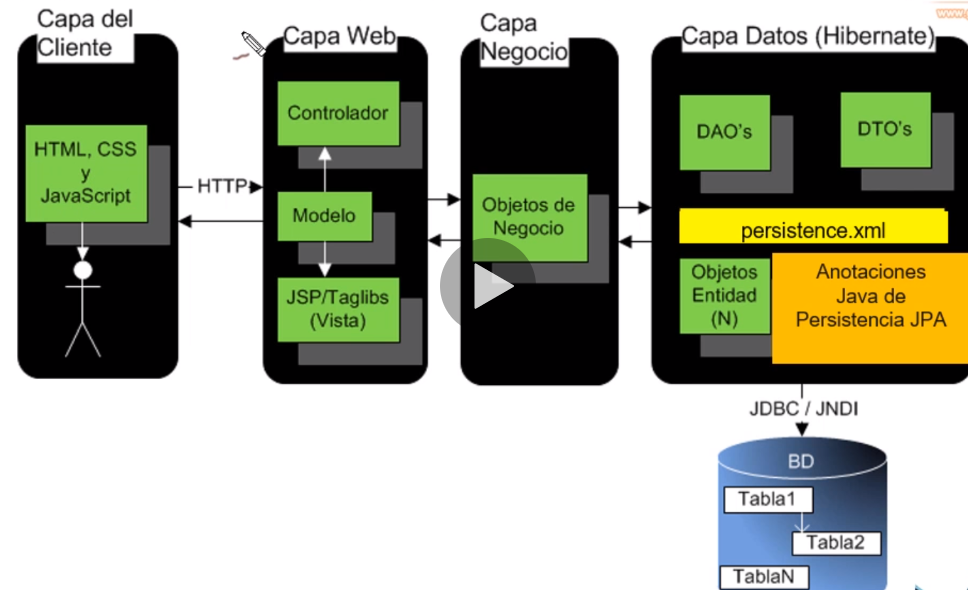 Capa del
Cliente
HTML, CSS
y
JavaScript
HTTP
Capa Web
Controlador
Modelo
JSP/Taglibs
(Vista)
Capa
Negocio
Objetos de
Negocio
Capa Datos (Hibernate)
DAO's
DTO's
persistence.xml
Objetos
Entidad
(N)
Anotaciones
Java de
Persistencia JPA
JDBC / JNDI
BD
Tabla1
Tabla2
TablaN